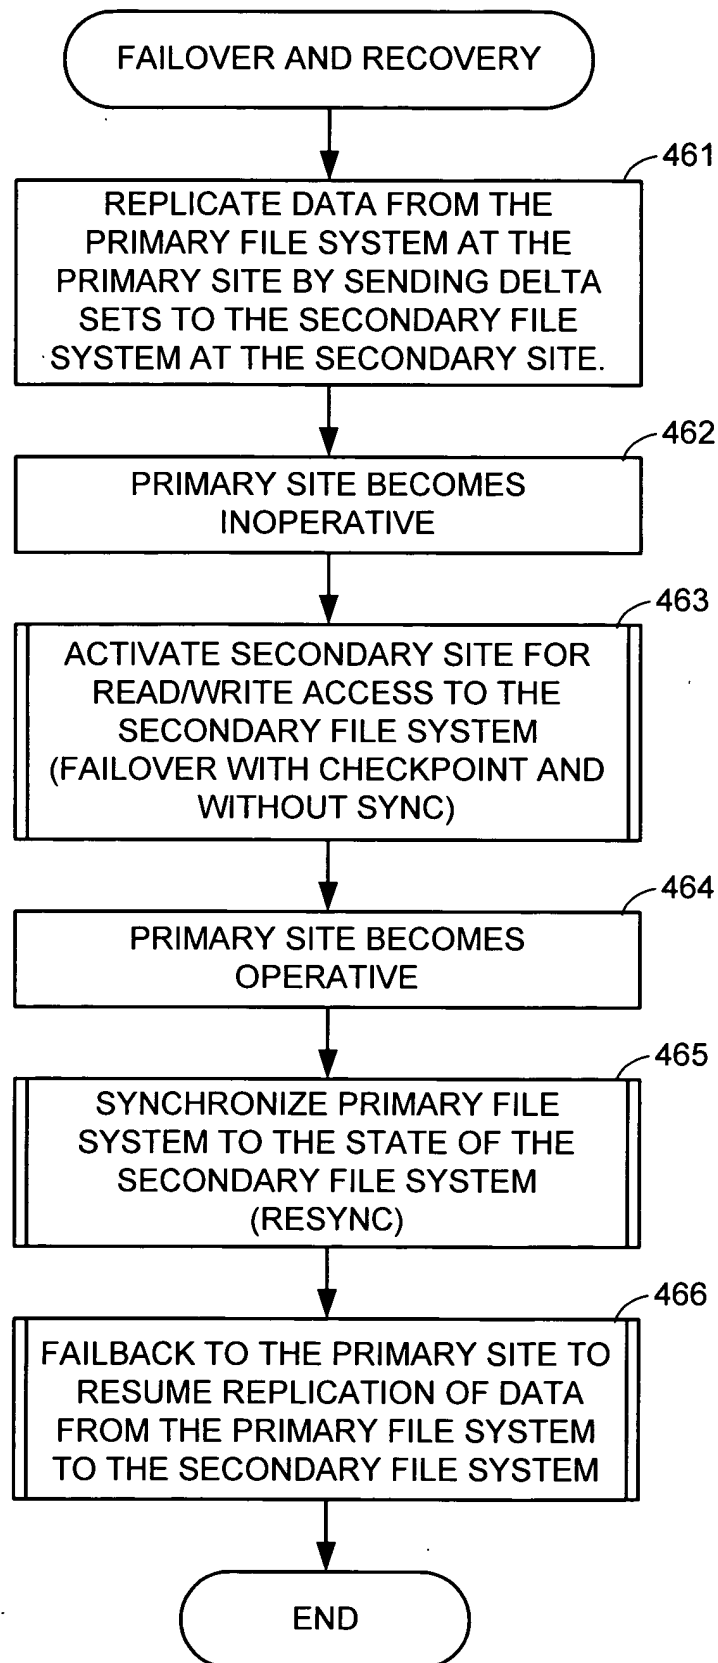 FAILOVER AND RECOVERY
461
REPLICATE DATA FROM THE
PRIMARY FILE SYSTEM AT THE
PRIMARY SITE BY SENDING DELTA
SETS TO THE SECONDARY FILE
SYSTEM AT THE SECONDARY SITE.
462
PRIMARY SITE BECOMES
INOPERATIVE
463
ACTIVATE SECONDARY SITE FOR
READ/WRITE ACCESS TO THE
SECONDARY FILE SYSTEM
(FAILOVER WITH CHECKPOINT AND
WITHOUT SYNC)
464
PRIMARY SITE BECOMES
OPERATIVE
465
SYNCHRONIZE PRIMARY FILE
SYSTEM TO THE STATE OF THE
SECONDARY FILE SYSTEM
(RESYNC)
466
FAILBACK TO THE PRIMARY SITE TO
RESUME REPLICATION OF DATA
FROM THE PRIMARY FILE SYSTEM
TO THE SECONDARY FILE SYSTEM
END